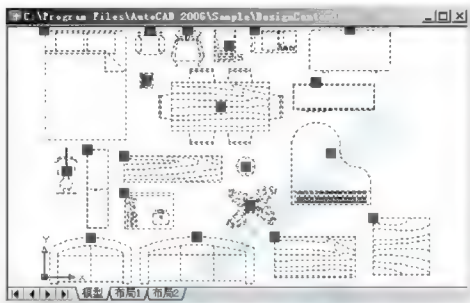 C:\Program Files\AutoCAD 2006\Sample\DesignCenter
Y
X
模型 布局1 布局2